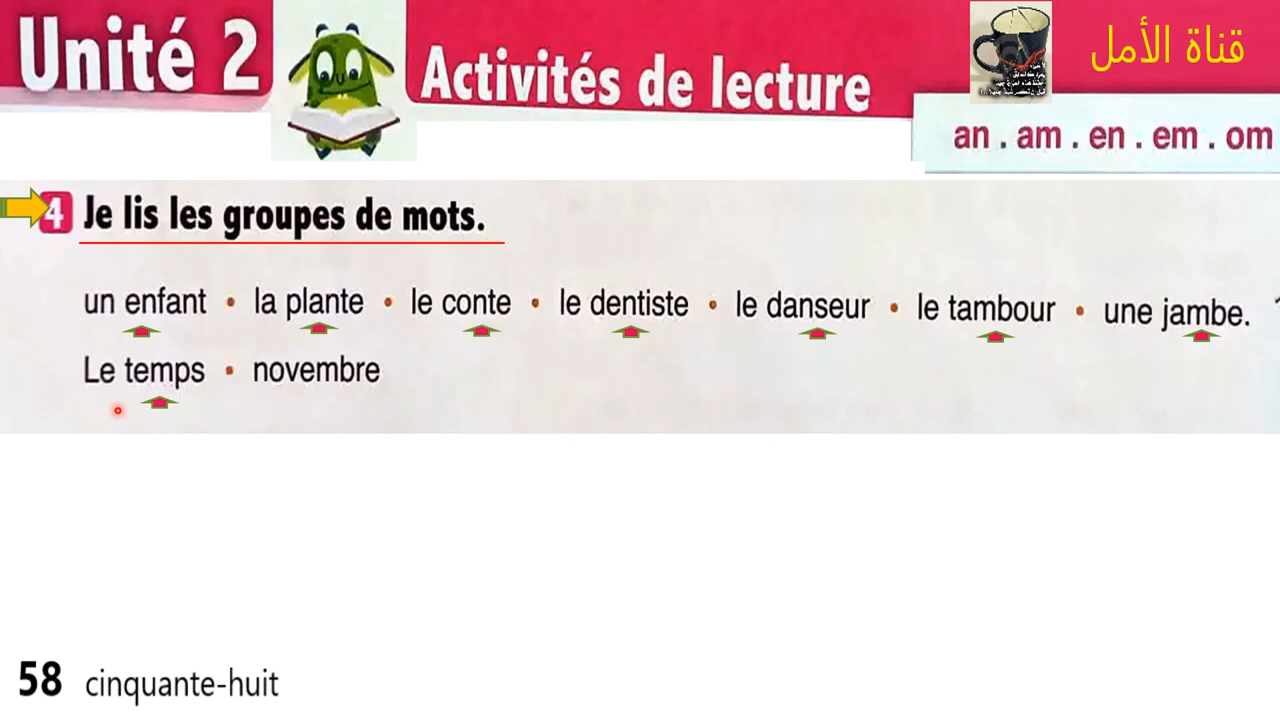 Unité 2
Activités de lecture
قناة الأمل
an . am . en . em . om
4 Je lis les groupes de mots.
un enfant • la plante • le conte • le dentiste • le danseur • le tambour • une jambe.
Le temps • novembre
58 cinquante-huit